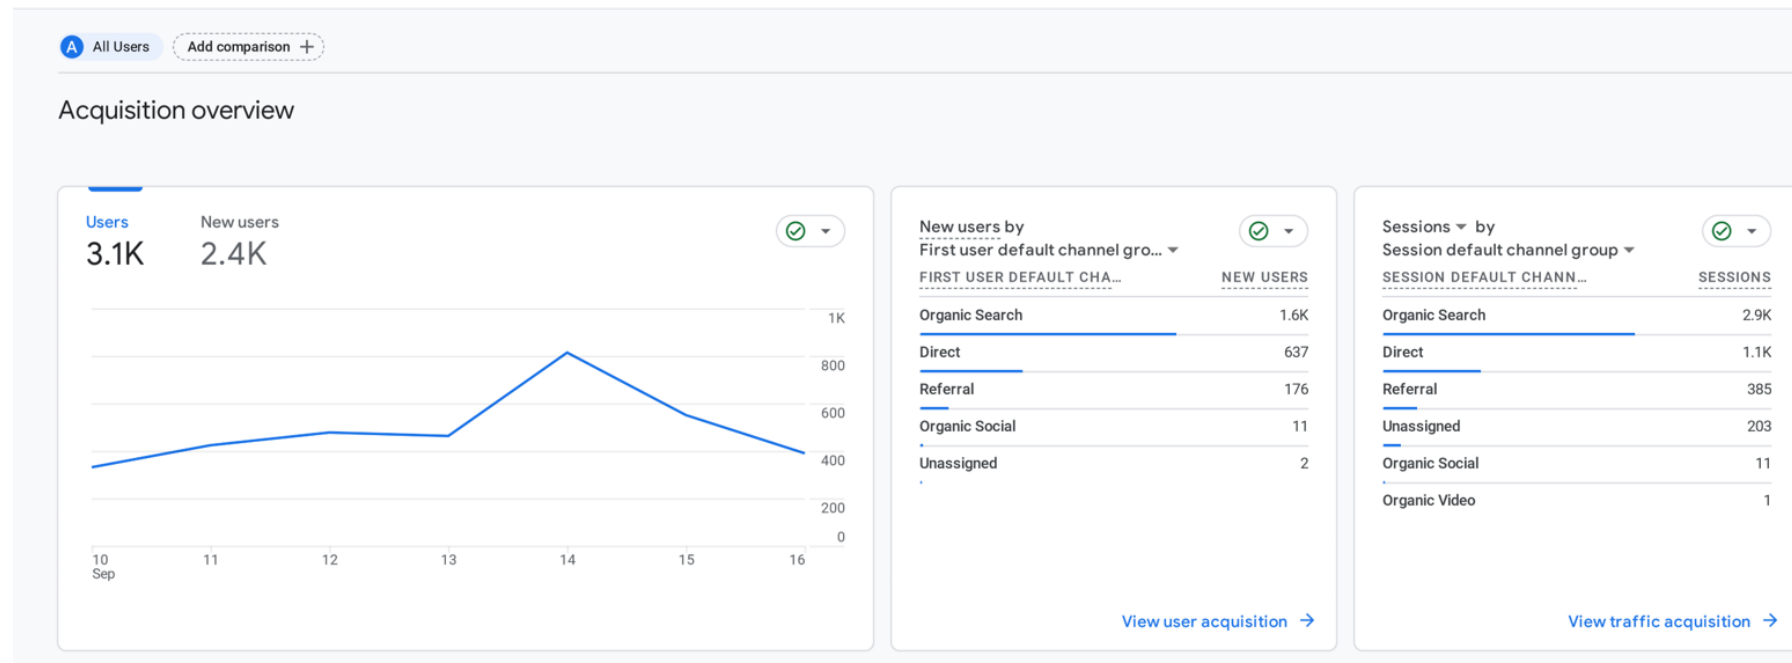 A All Users Add comparison +
Acquisition overview
Users New users
3.1K 2.4K
1K
800
600
400
200
0
10 11 12 13 14 15 16
Sep
New users by
First user default channel gro...
FIRST USER DEFAULT CHA... NEW USERS
Organic Search 1.6K
Direct 637
Referral 176
Organic Social 11
Unassigned 2
View user acquisition →
Sessions by
Session default channel group
SESSION DEFAULT CHANN... SESSIONS
Organic Search 2.9K
Direct 1.1K
Referral 385
Unassigned 203
Organic Social 11
Organic Video 1
View traffic acquisition →